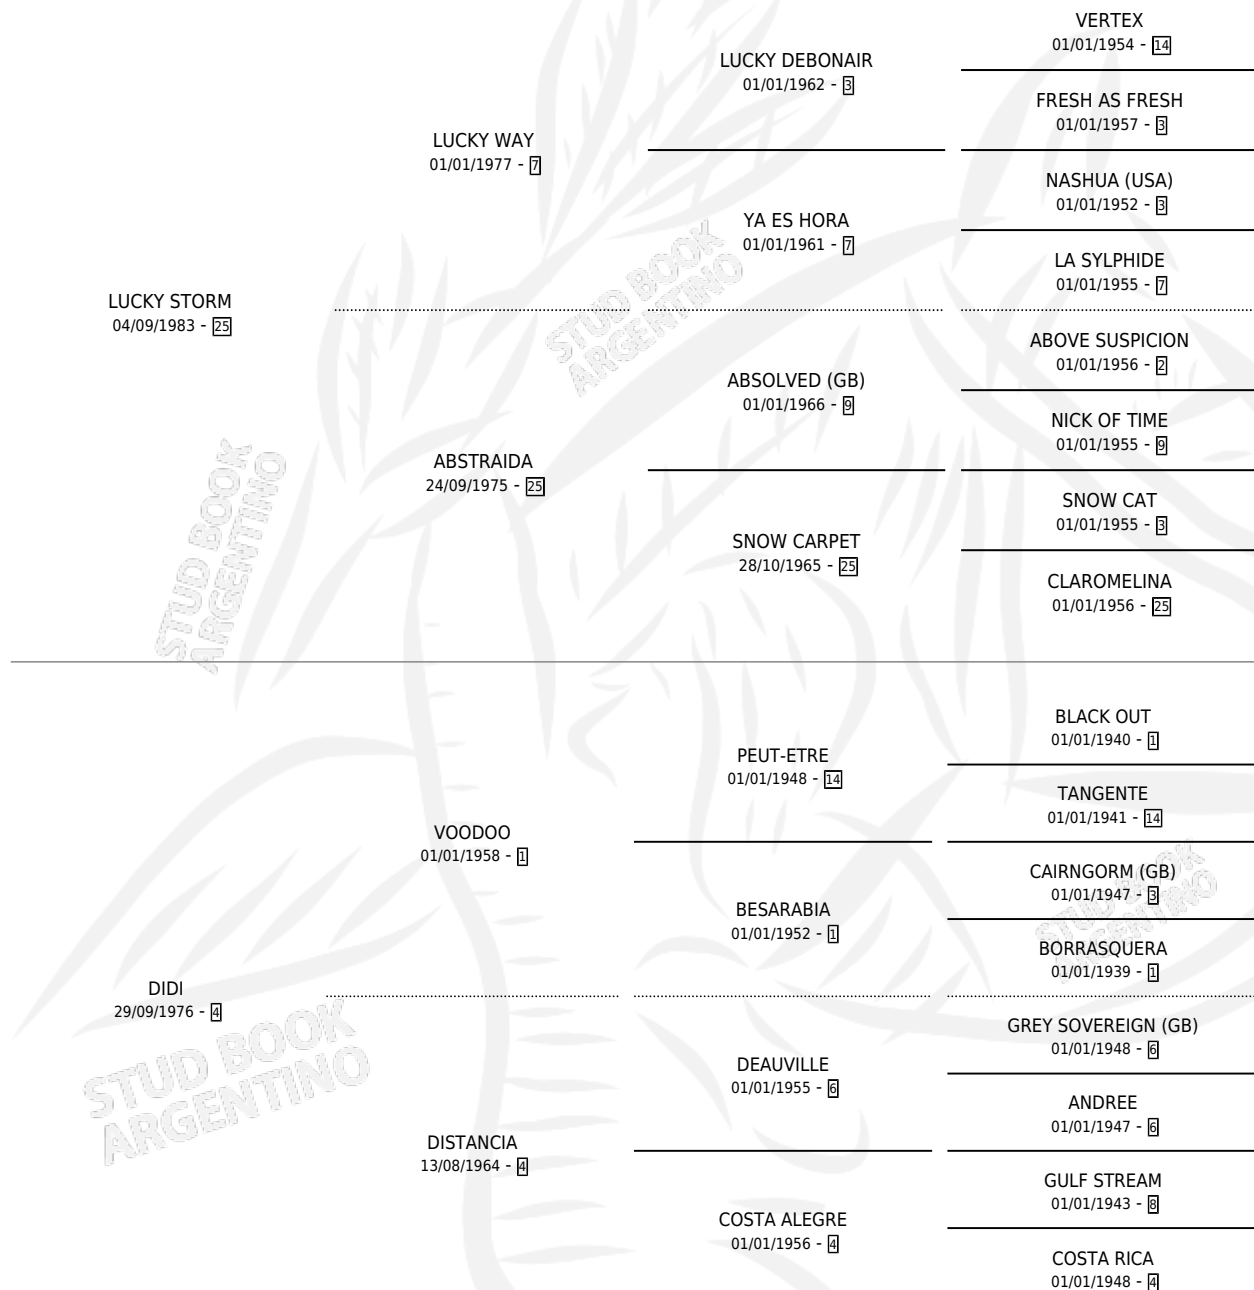 VERTEX
01/01/1954 - 14
LUCKY DEBONAIR
01/01/1962 - 3
FRESH AS FRESH
01/01/1957 - 3
LUCKY WAY
01/01/1977 - 7
NASHUA (USA)
01/01/1952 - 3
YA ES HORA
01/01/1961 - 7
LA SYLPHIDE
01/01/1955 - 7
LUCKY STORM
04/09/1983 - 25
STUD BOOK
ARGENTINO
ABOVE SUSPICION
01/01/1956 - 2
ABSOLVED (GB)
01/01/1966 - 9
NICK OF TIME
01/01/1955 - 9
ABSTRAIDA
24/09/1975 - 25
SNOW CAT
01/01/1955 - 3
SNOW CARPET
28/10/1965 - 25
CLAROMELINA
01/01/1956 - 25
STUD BOOK
ARGENTINO
BLACK OUT
01/01/1940 - 1
PEUT-ETRE
01/01/1948 - 14
TANGENTE
01/01/1941 - 14
VOODOO
01/01/1958 - 1
CAIRNGORM (GB)
01/01/1947 - 3
BESARABIA
01/01/1952 - 1
STUD BOOK
ARGENTINO
BORRASQUERA
01/01/1939 - 1
DIDI
29/09/1976 - 4
GREY SOVEREIGN (GB)
01/01/1948 - 6
STUD BOOK
ARGENTINO
DEAUVILLE
01/01/1955 - 6
ANDREE
01/01/1947 - 6
DISTANCIA
13/08/1964 - 4
GULF STREAM
01/01/1943 - 8
COSTA ALEGRE
01/01/1956 - 4
COSTA RICA
01/01/1948 - 4